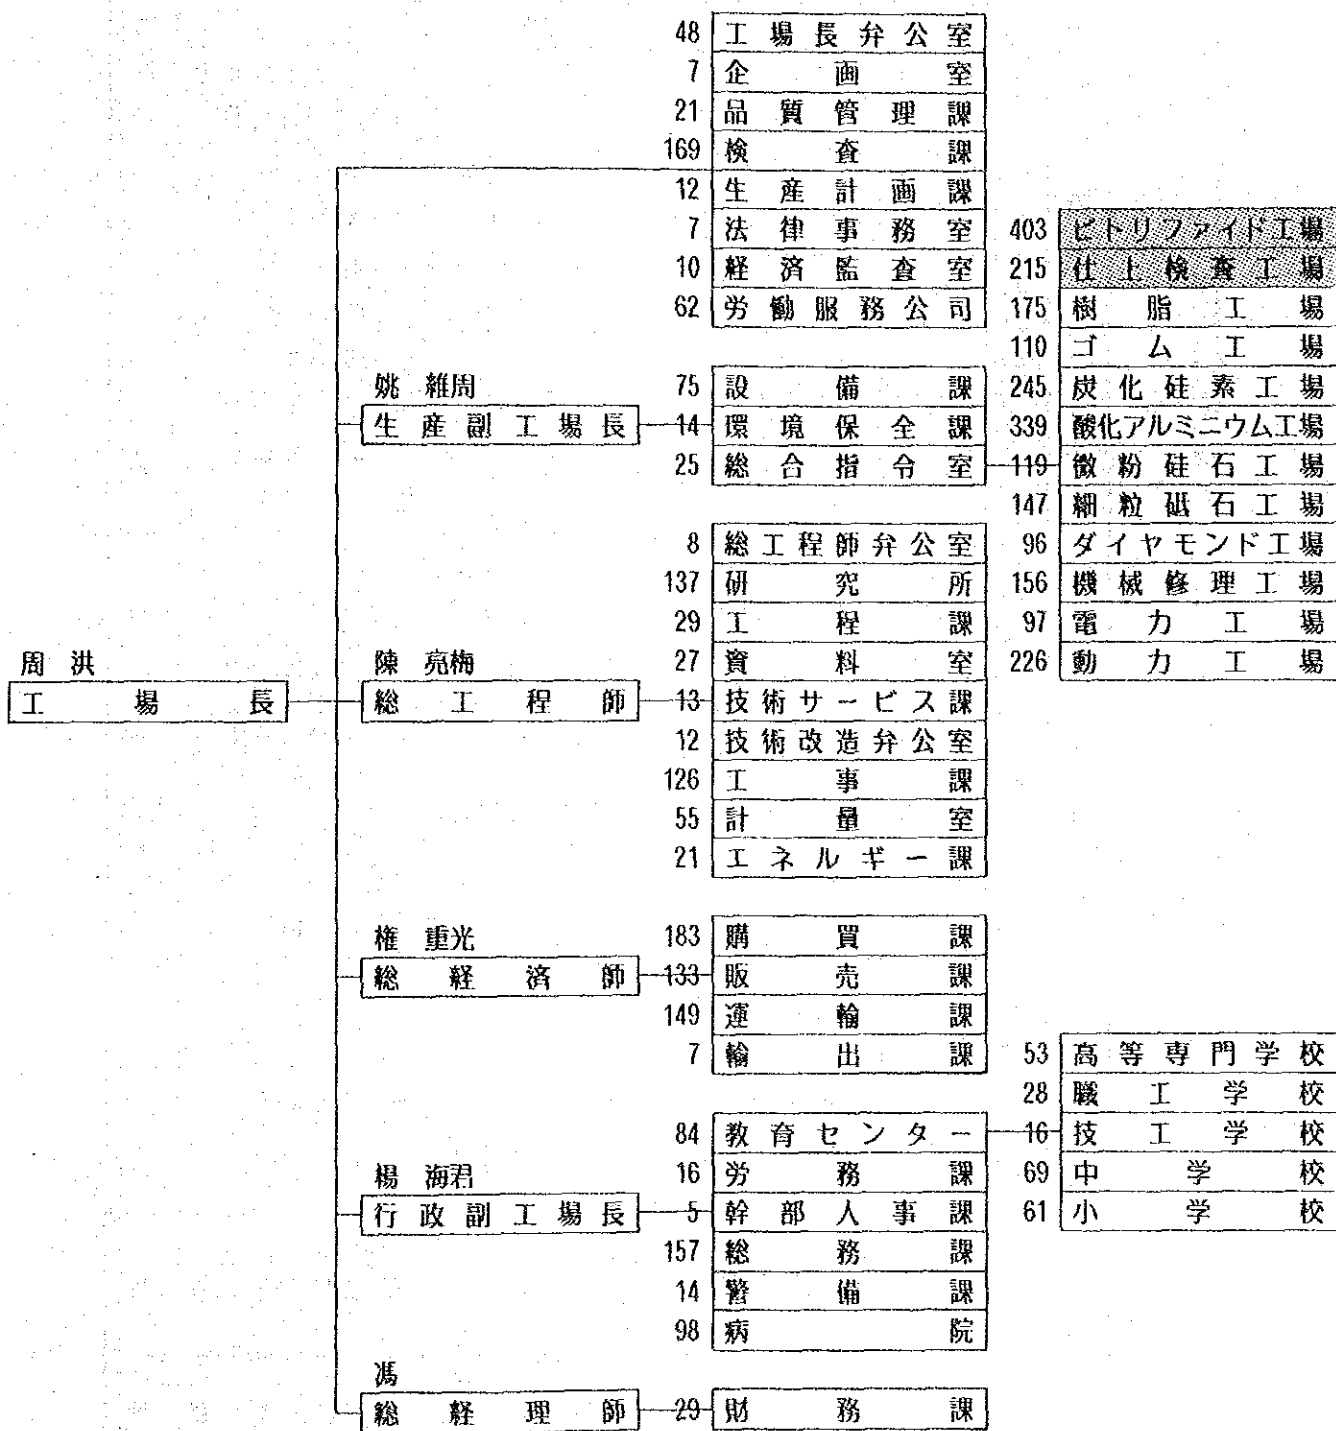 48 工場長弁公室
7 企画室
21 品質管理課
169 検査課
12 生産計画課
7 法律事務室
10 経済監査室
62 労働服務公司
403 ビトリファイド工場
215 仕上検査工場
175 樹脂工場
110 ゴム工場
245 炭化硅素工場
339 酸化アルミニウム工場
119 微粉硅石工場
147 細粒砥石工場
96 ダイヤモンド工場
156 機械修理工場
97 電力工場
226 動力工場
姚 維周
生産副工場長
75 設備課
14 環境保全課
25 総合指令室
周 洪
工場長
陳 亮梅
総工程師
8 総工程師弁公室
137 研究所
29 工程課
27 資料室
13 技術サービス課
12 技術改造弁公室
126 工事課
55 計量室
21 エネルギー課
権 重光
総経済師
183 購買課
133 販売課
149 運輸課
7 輸出課
楊 海君
行政副工場長
84 教育センター
16 労務課
5 幹部人事課
157 総務課
14 警備課
98 病院
53 高等専門学校
28 職工学校
16 技工学校
69 中学校
61 小学校
馮
総経理師
29 財務課